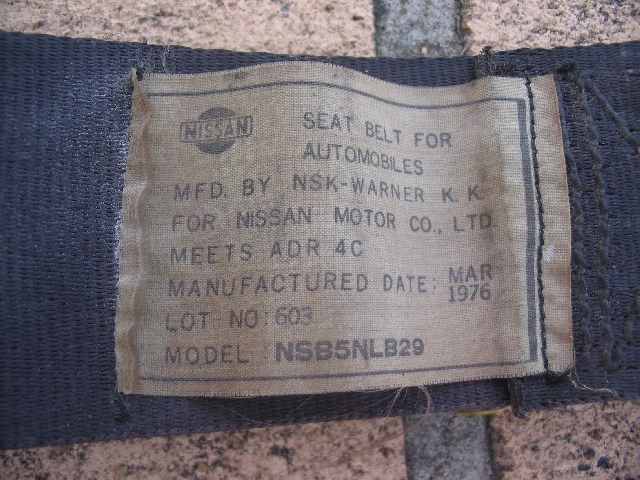 NISSAN
SEAT BELT FOR
AUTOMOBILES
MFD. BY NSK-WARNER K. K.
FOR NISSAN MOTOR CO., LTD.
MEETS ADR 4C
MANUFACTURED DATE: MAR 1976
LOT NO: 603
MODEL: NSB5NLB29